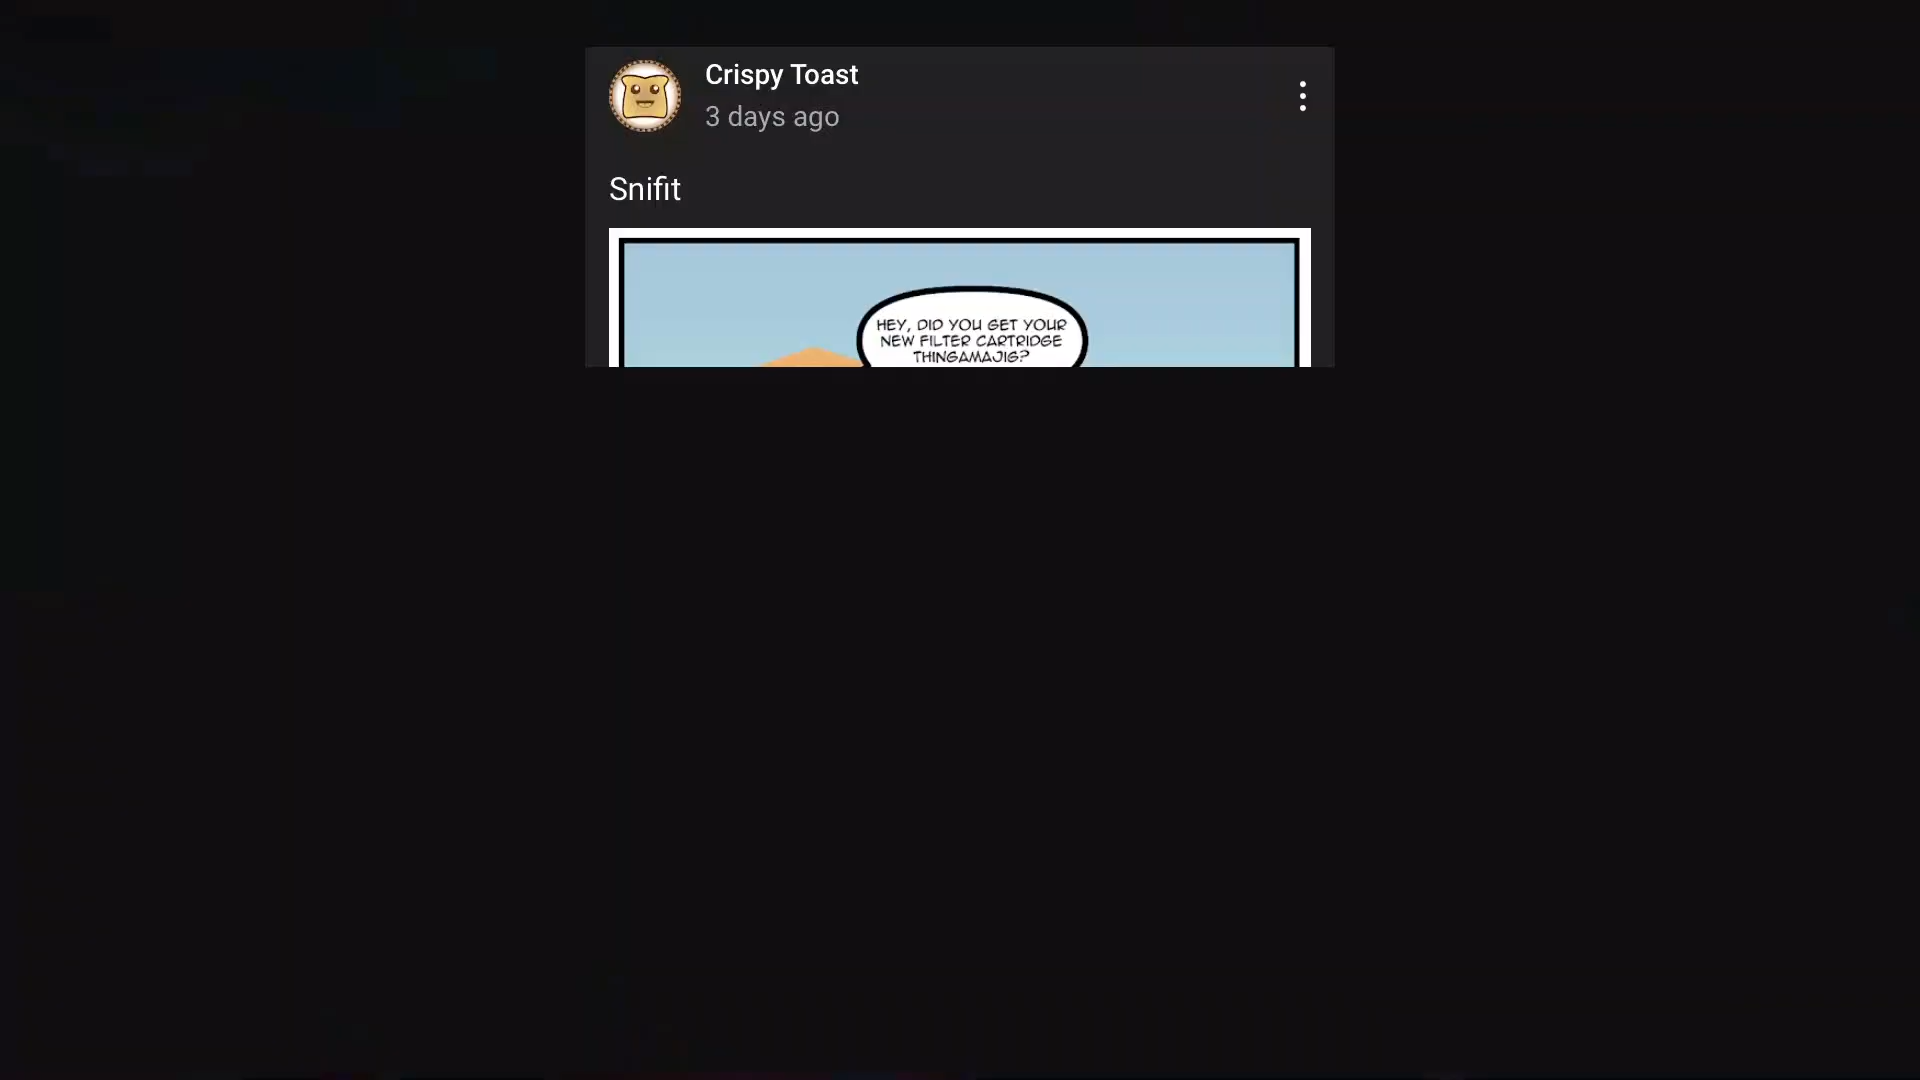 Crispy Toast
3 days ago
Snifit
HEY, DID YOU GET YOUR
NEW FILTER CARTRIDGE
THINGAMAJIG?